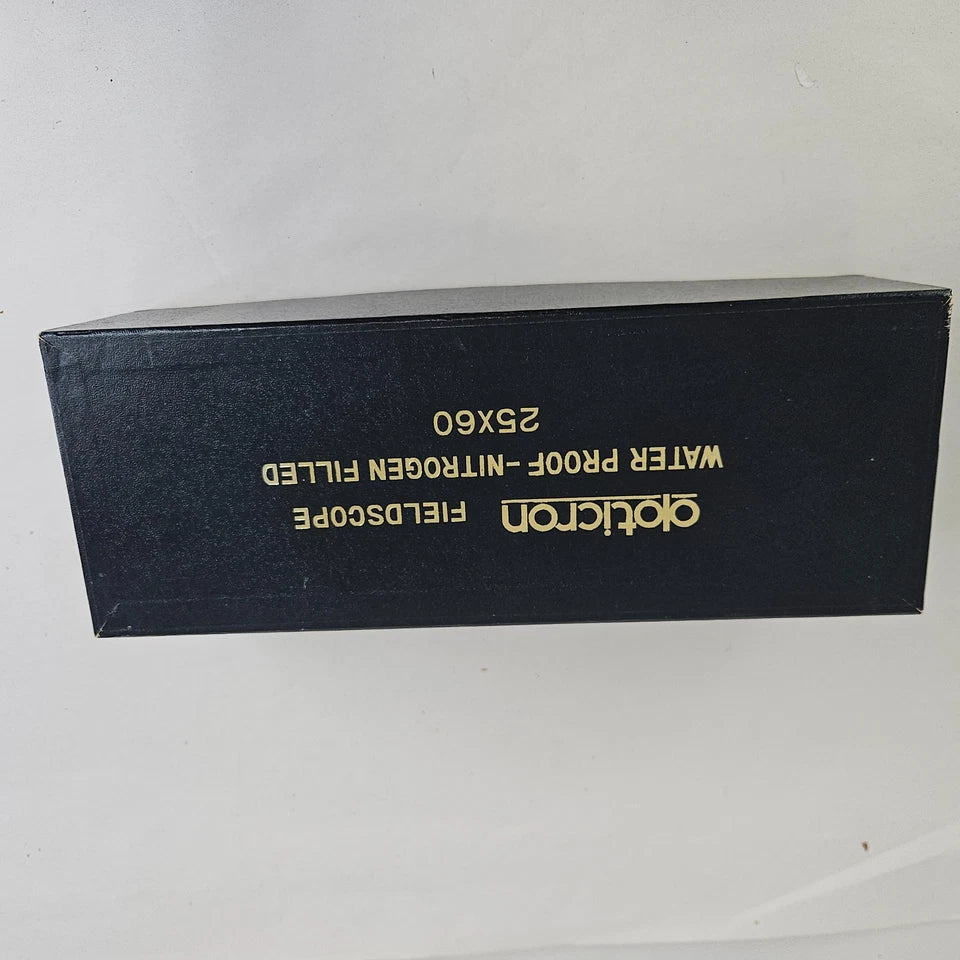 opticron FIELDSCOPE
WATER PROOF-NITROGEN FILLED
25X60